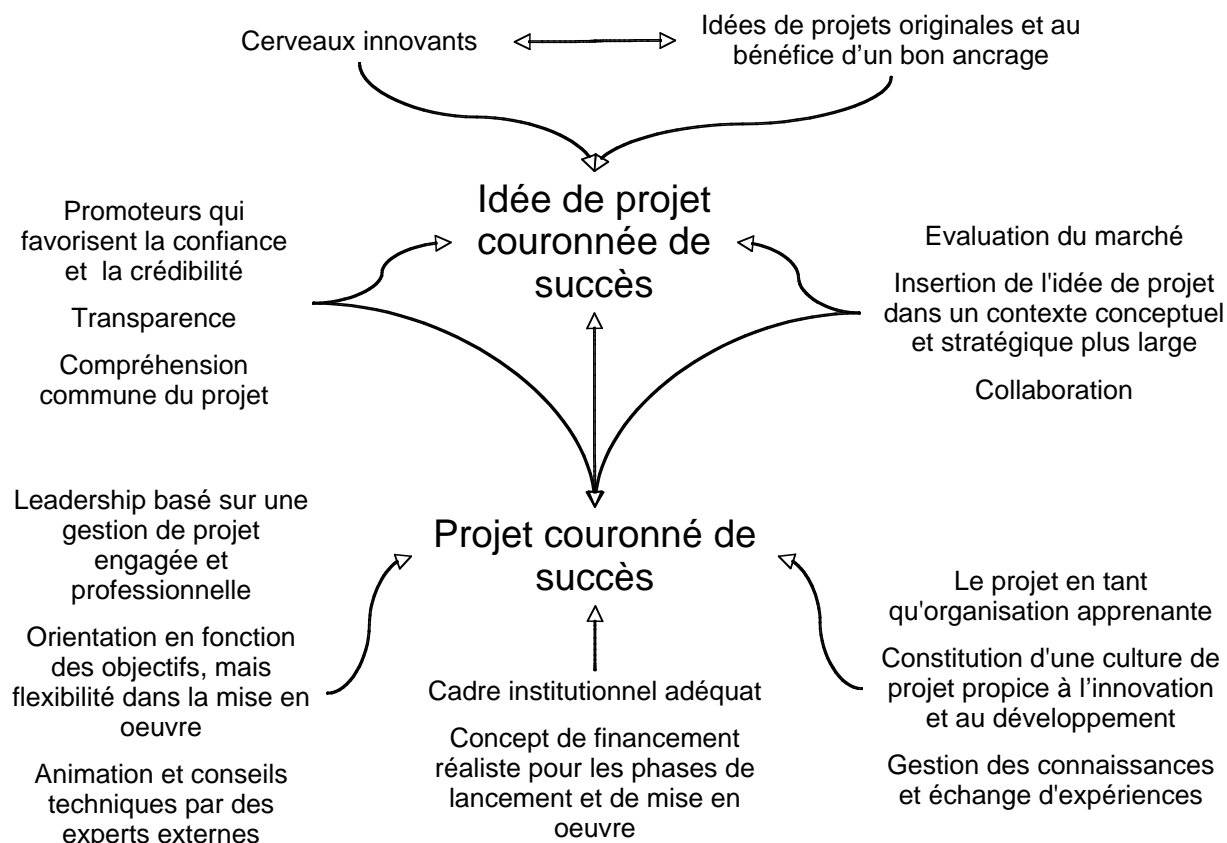 Cerveaux innovants
Idées de projets originales et au
bénéfice d’un bon ancrage
Idée de projet
couronnée de
succès
Promoteurs qui
favorisent la confiance
et la crédibilité
Transparence
Compréhension
commune du projet
Evaluation du marché
Insertion de l'idée de projet
dans un contexte conceptuel
et stratégique plus large
Collaboration
Projet couronné de
succès
Leadership basé sur une
gestion de projet
engagée et
professionnelle
Orientation en fonction
des objectifs, mais
flexibilité dans la mise en
oeuvre
Animation et conseils
techniques par des
experts externes
Cadre institutionnel adéquat
Concept de financement
réaliste pour les phases de
lancement et de mise en
oeuvre
Le projet en tant
qu'organisation apprenante
Constitution d'une culture de
projet propice à l’innovation
et au développement
Gestion des connaissances
et échange d'expériences